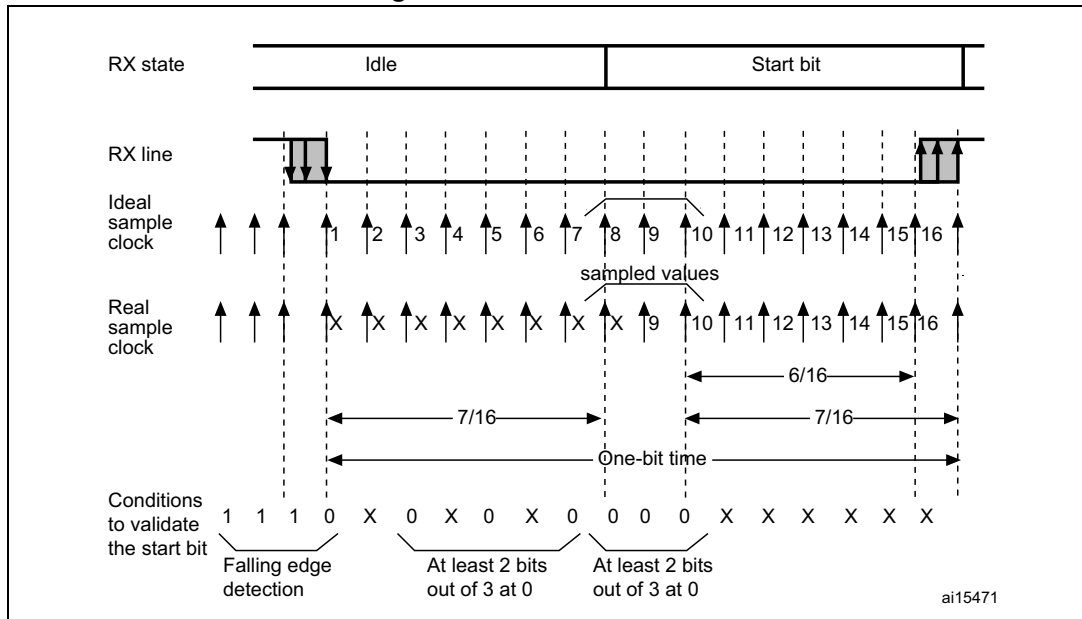 RX state Idle Start bit
RX line
Ideal
sample
clock
1 2 3 4 5 6 7 8 9 10 11 12 13 14 15 16
sampled values
Real
sample
clock
X X X X X X X X 9 10 11 12 13 14 15 16
6/16
7/16 7/16
One-bit time
Conditions
to validate
the start bit
1 1 1 0 X 0 X 0 X 0 0 0 0 X X X X X X
Falling edge
detection
At least 2 bits
out of 3 at 0
At least 2 bits
out of 3 at 0
ai15471